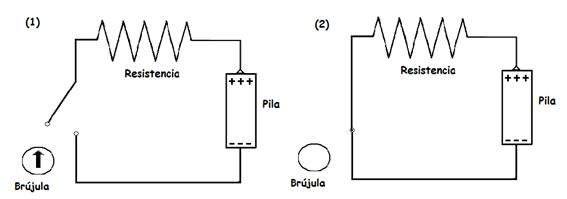 (1)
Resistencia
+++
Pila
---
Brújula
(2)
Resistencia
+++
Pila
---
Brújula